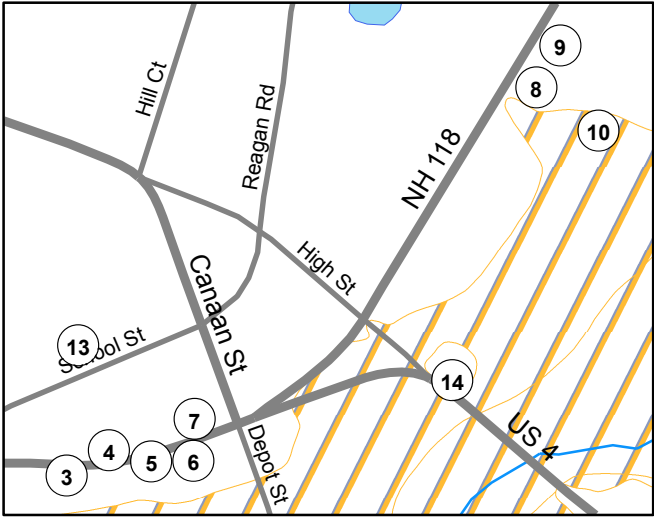 9
8
Hill Ct
Reagan Rd
10
NH 118
High St
Canaan St
13
School St
14
7
4
5
6
3
Depot St
US 4